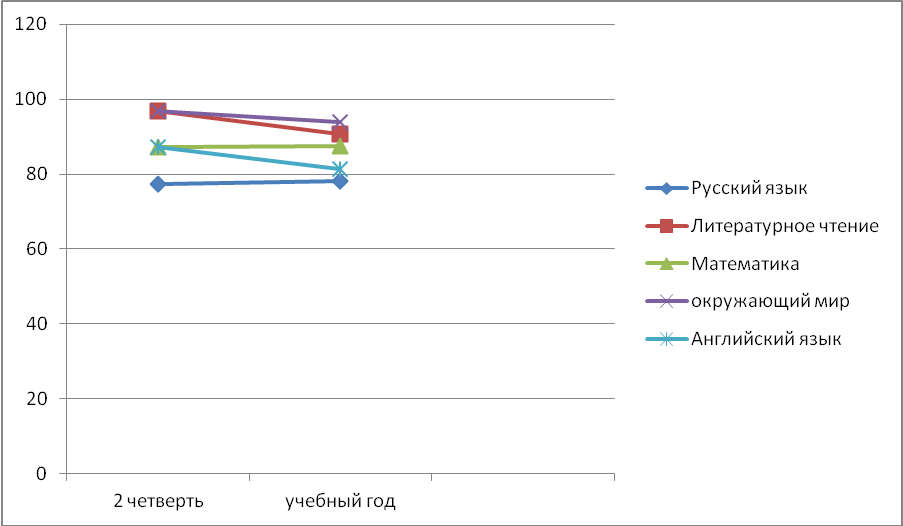 120
100
80
60
40
20
0
2 четверть
учебный год
Русский язык
Литературное чтение
Математика
окружающий мир
Английский язык